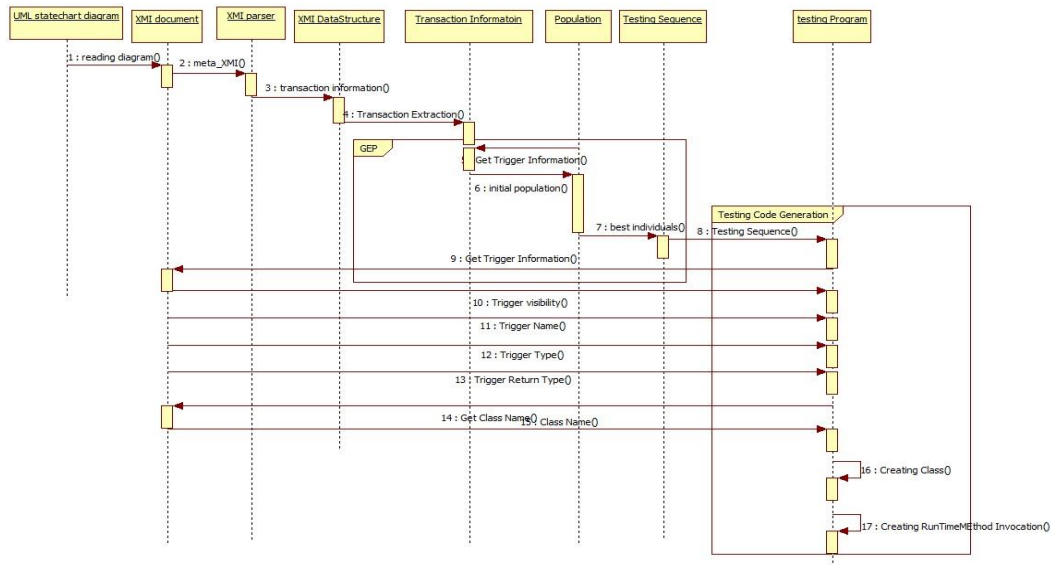 UML statechart diagram
XMI document
XMI parser
XMI DataStructure
Transaction Informatoin
Population
Testing Sequence
testing Program
1 : reading diagram()
2 : meta_XMI()
3 : transaction information()
4 : Transaction Extraction()
GEP
5 : Get Trigger Information()
6 : initial population()
Testing Code Generation
7 : best individuals()
8 : Testing Sequence()
9 : Get Trigger Information()
10 : Trigger visibility()
11 : Trigger Name()
12 : Trigger Type()
13 : Trigger Return Type()
14 : Get Class Name()
15 : Class Name()
16 : Creating Class()
17 : Creating RunTimeMEthod Invocation()